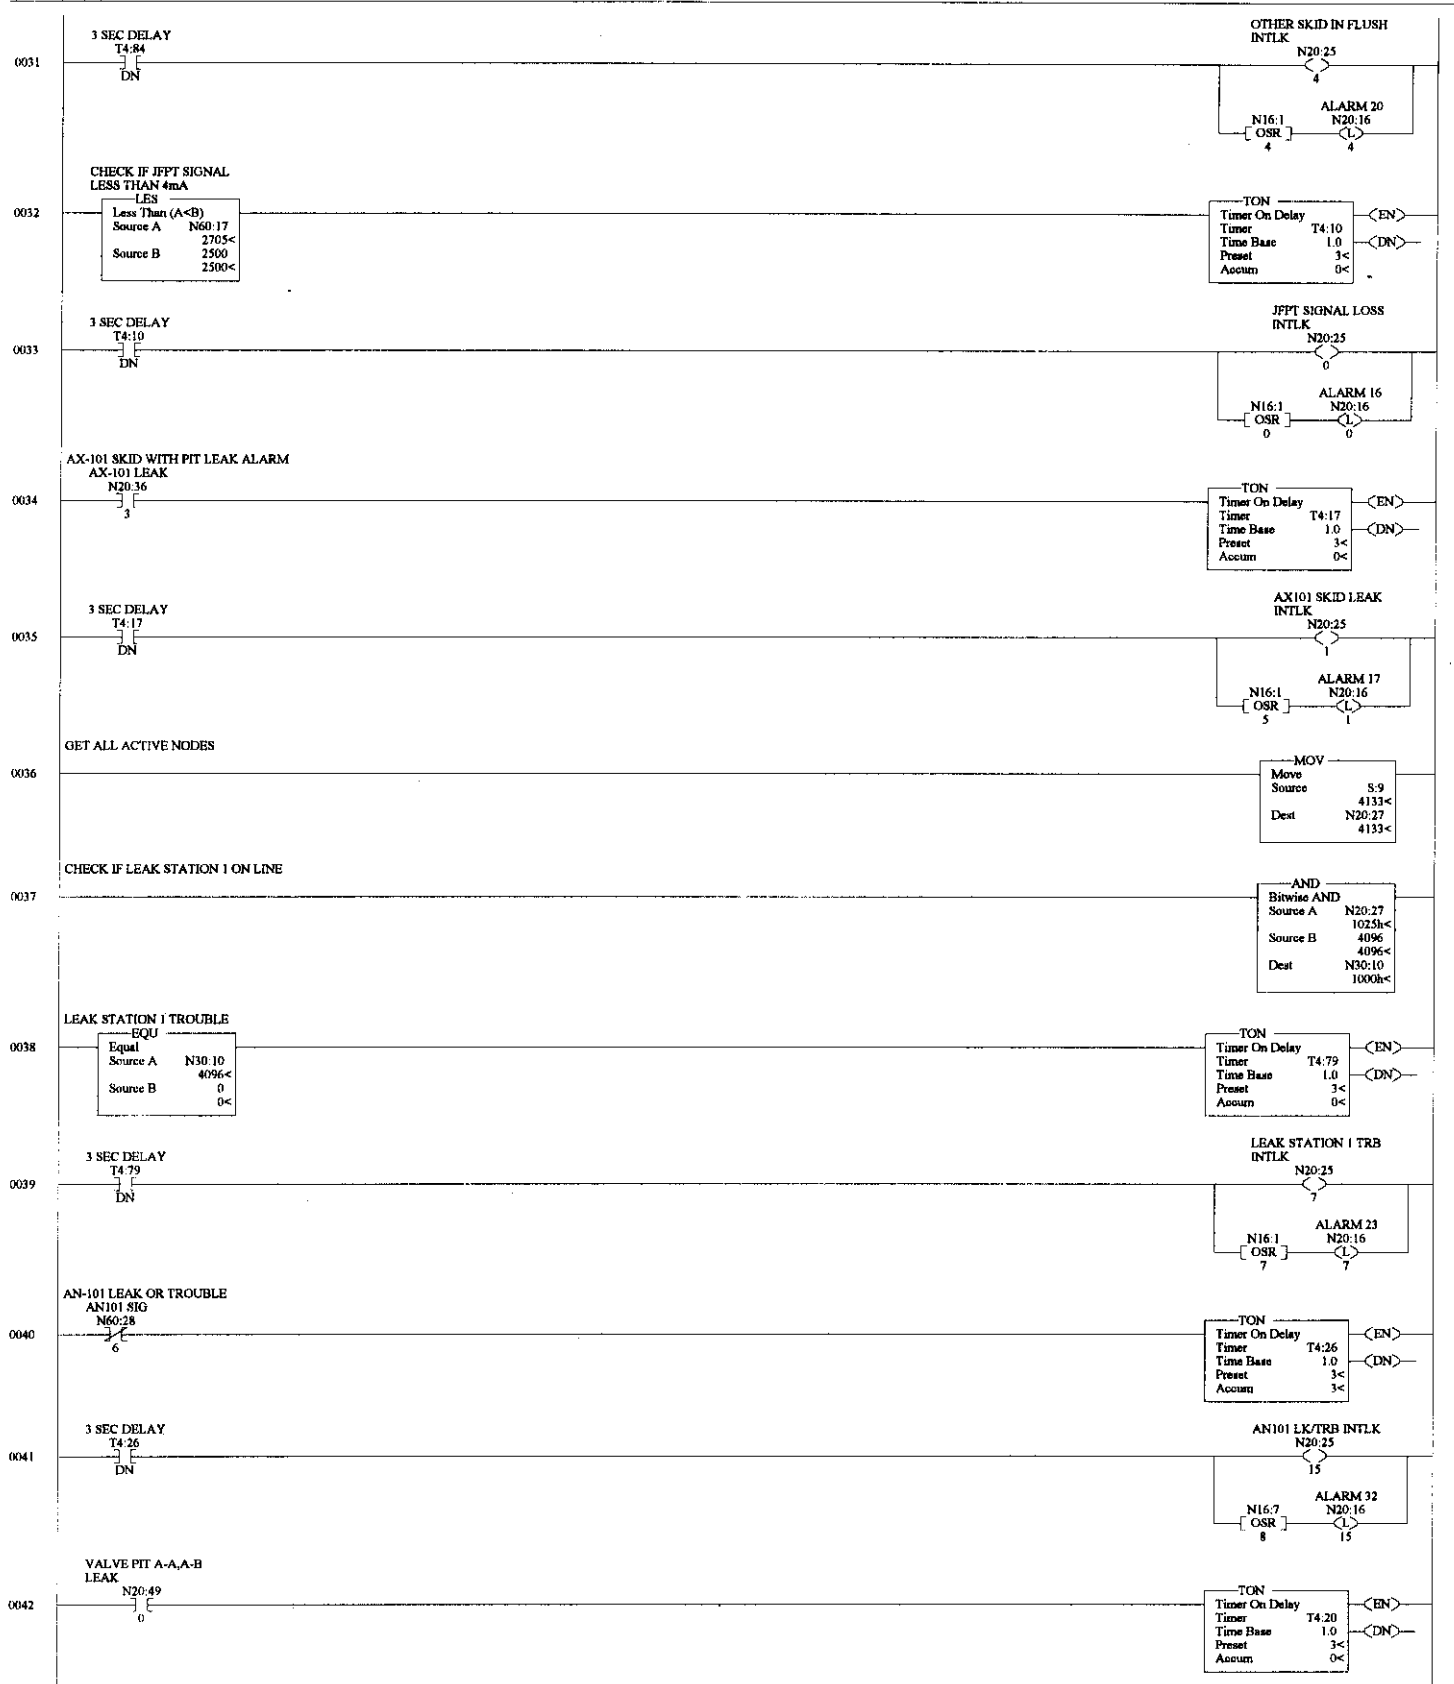 3 SEC DELAY
T4:84
0031
DN
OTHER SKID IN FLUSH
INTLK
N20:25
4
ALARM 20
N16:1 N20:16
OSR L
4 4
CHECK IF JFPT SIGNAL
LESS THAN 4mA
LES
0032
Less Than (A<B)
Source A N60:17
2705<
Source B 2500
2500<
TON
Timer On Delay EN
Timer T4:10
Time Base 1.0 DN
Preset 3<
Accum 0<
3 SEC DELAY
T4:10
0033
DN
JFPT SIGNAL LOSS
INTLK
N20:25
0
ALARM 16
N16:1 N20:16
OSR L
0 0
AX-101 SKID WITH PIT LEAK ALARM
AX-101 LEAK
N20:36
0034
3
TON
Timer On Delay EN
Timer T4:17
Time Base 1.0 DN
Preset 3<
Accum 0<
3 SEC DELAY
T4:17
0035
DN
AX101 SKID LEAK
INTLK
N20:25
1
ALARM 17
N16:1 N20:16
OSR L
5 1
GET ALL ACTIVE NODES
0036
MOV
Move
Source S:9
4133<
Dest N20:27
4133<
CHECK IF LEAK STATION 1 ON LINE
0037
AND
Bitwise AND
Source A N20:27
1025h<
Source B 4096
4096<
Dest N30:10
1000h<
LEAK STATION 1 TROUBLE
EQU
0038
Equal
Source A N30:10
4096<
Source B 0
0<
TON
Timer On Delay EN
Timer T4:79
Time Base 1.0 DN
Preset 3<
Accum 0<
3 SEC DELAY
T4:79
0039
DN
LEAK STATION 1 TRB
INTLK
N20:25
7
ALARM 23
N16:1 N20:16
OSR L
7 7
AN-101 LEAK OR TROUBLE
AN101 SIG
N60:28
0040
6
TON
Timer On Delay EN
Timer T4:26
Time Base 1.0 DN
Preset 3<
Accum 3<
3 SEC DELAY
T4:26
0041
DN
AN101 LK/TRB INTLK
N20:25
15
ALARM 32
N16:7 N20:16
OSR L
8 15
VALVE PIT A-A,A-B
LEAK
N20:49
0042
0
TON
Timer On Delay EN
Timer T4:20
Time Base 1.0 DN
Preset 3<
Accum 0<